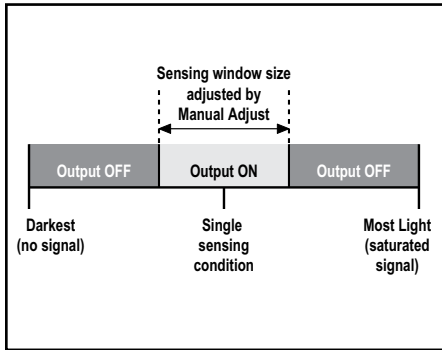 Sensing window size
adjusted by
Manual Adjust
Output OFF
Output ON
Output OFF
Darkest
(no signal)
Single
sensing
condition
Most Light
(saturated
signal)